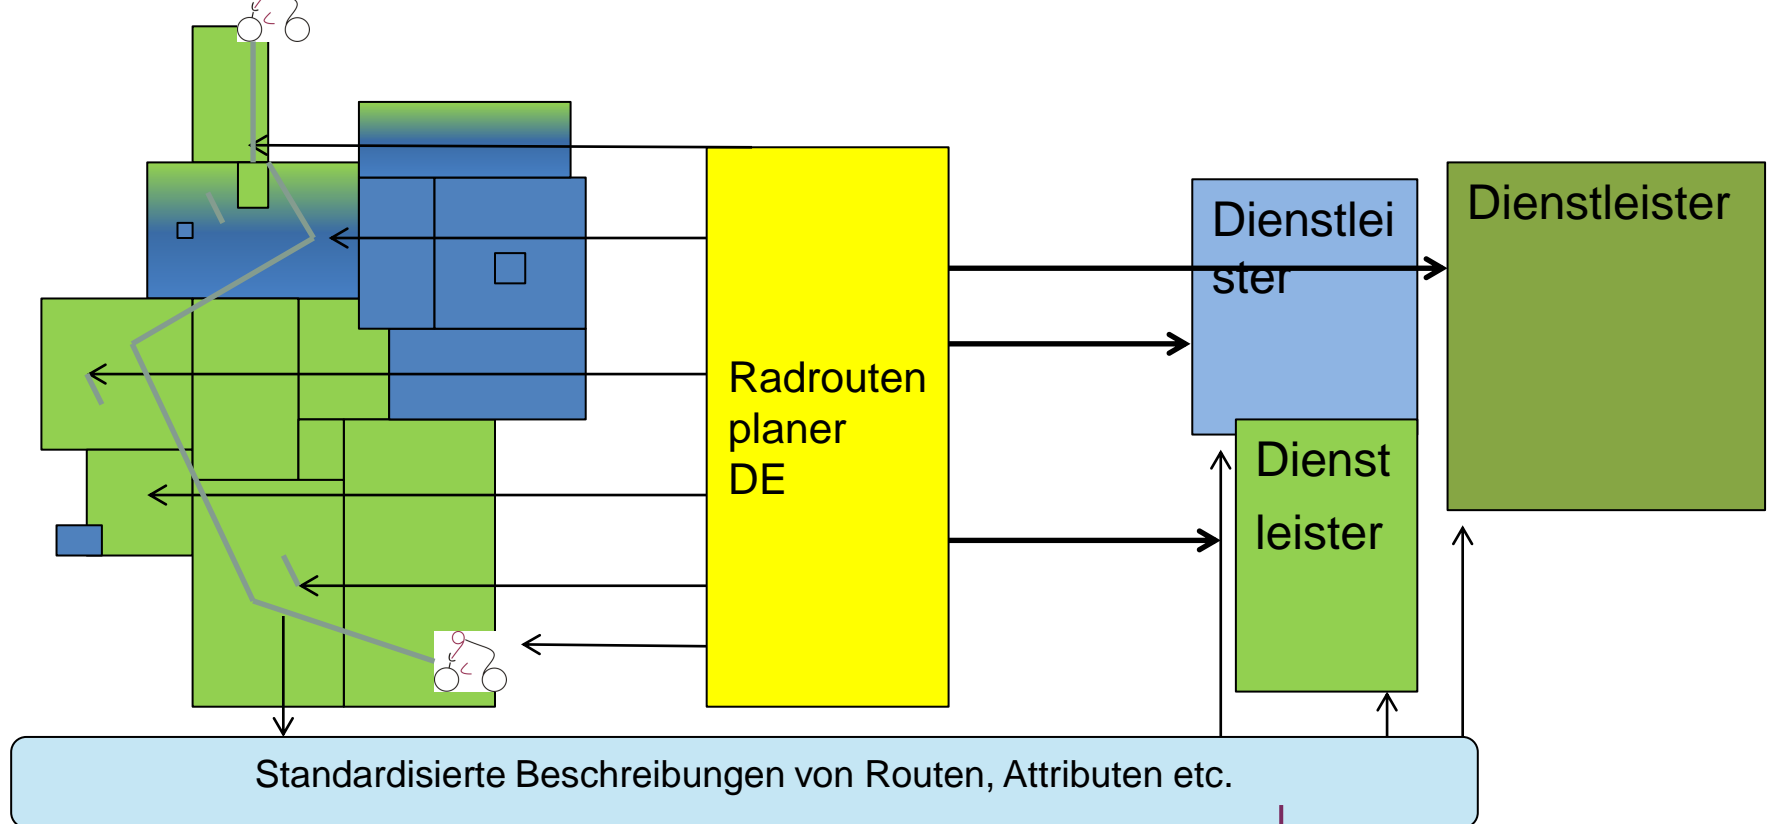 Dienstlei
ster
Dienstleister
Radrouten
planer
DE
Dienst
leister
Standardisierte Beschreibungen von Routen, Attributen etc.